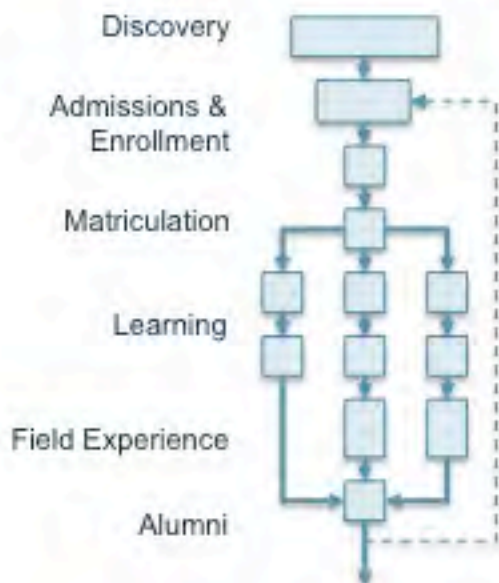 Discovery
Admissions &
Enrollment
Matriculation
Learning
Field Experience
Alumni